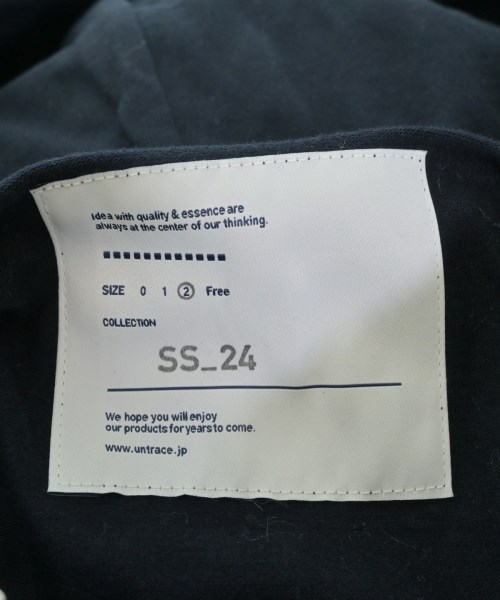 Idea with quality & essence are
always at the center of our thinking.
SIZE 0 1 ② Free
COLLECTION
SS_24
We hope you will enjoy
our products for years to come.
www.untrace.jp